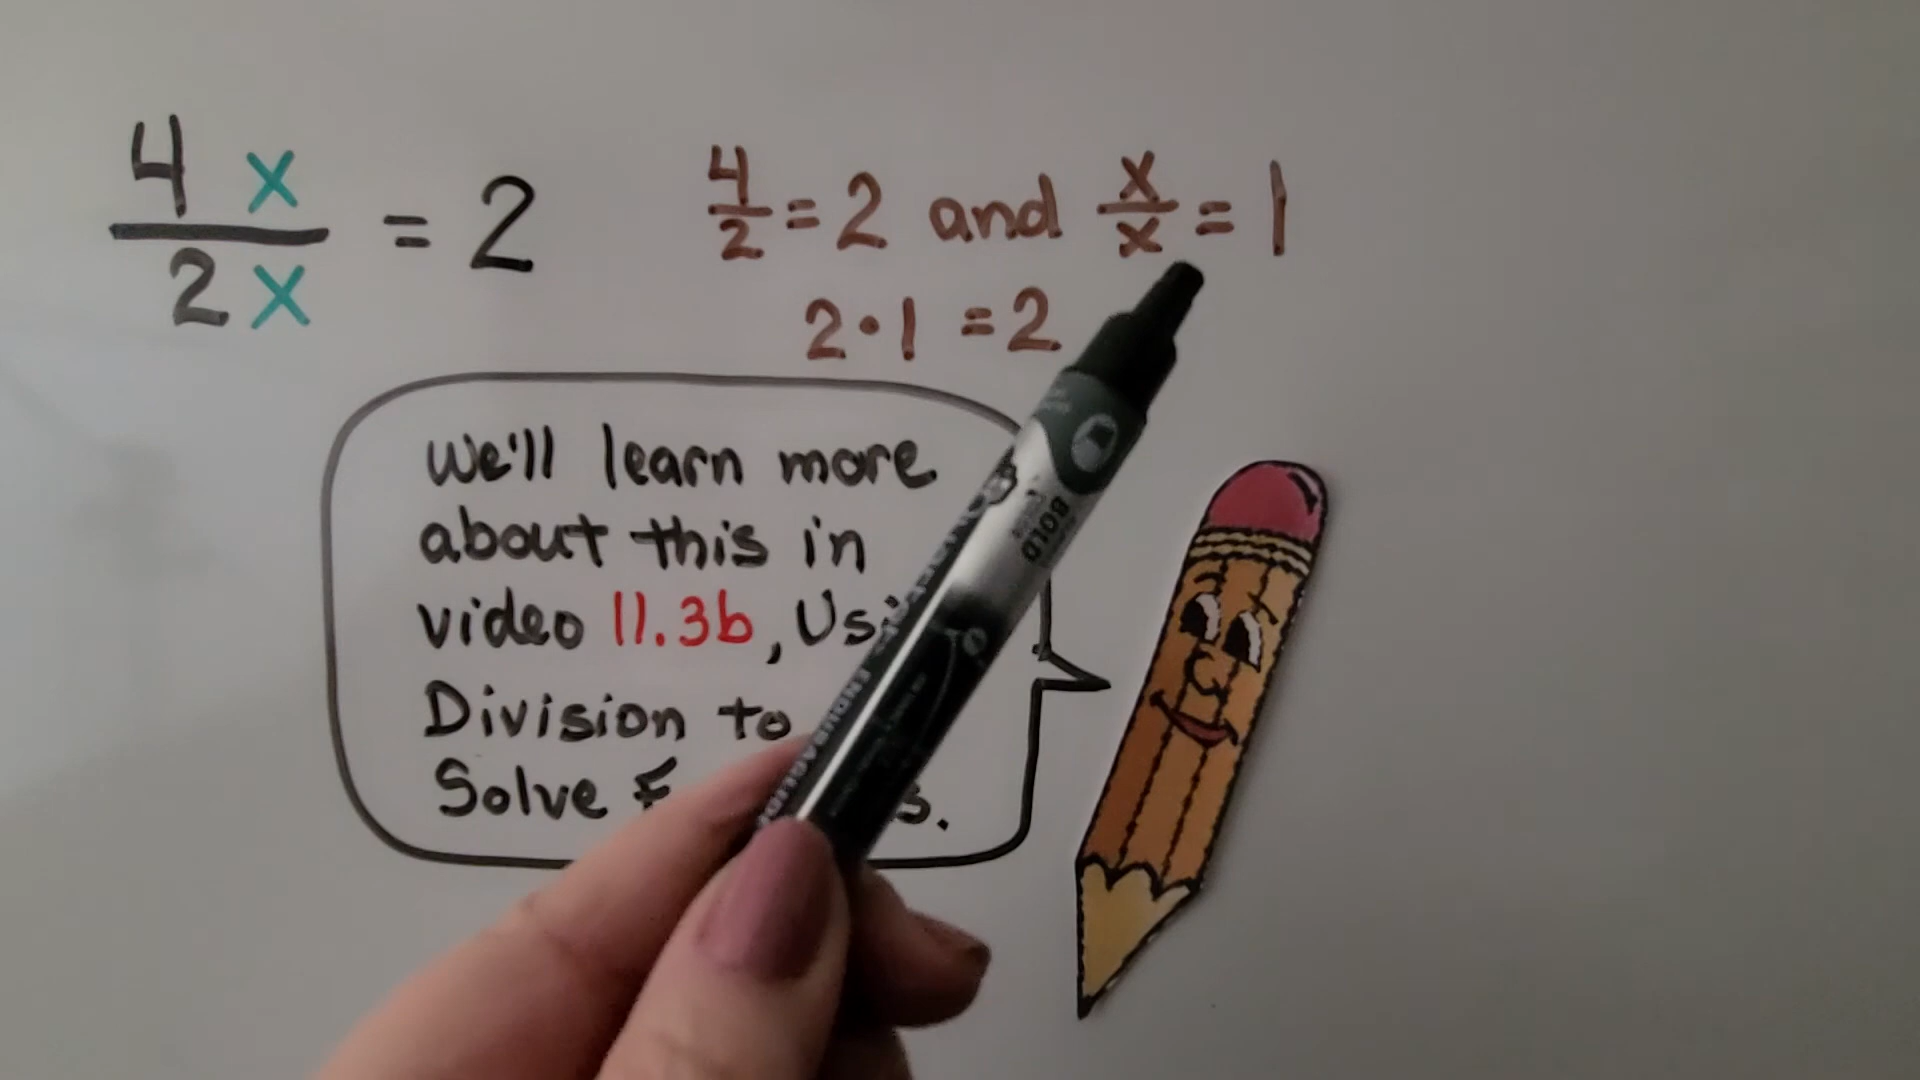 4x/2x = 2
4/2 = 2 and x/x = 1
2 • 1 = 2
We'll learn more
about this in
video 11.3b,
Division to
Solve
BOLD